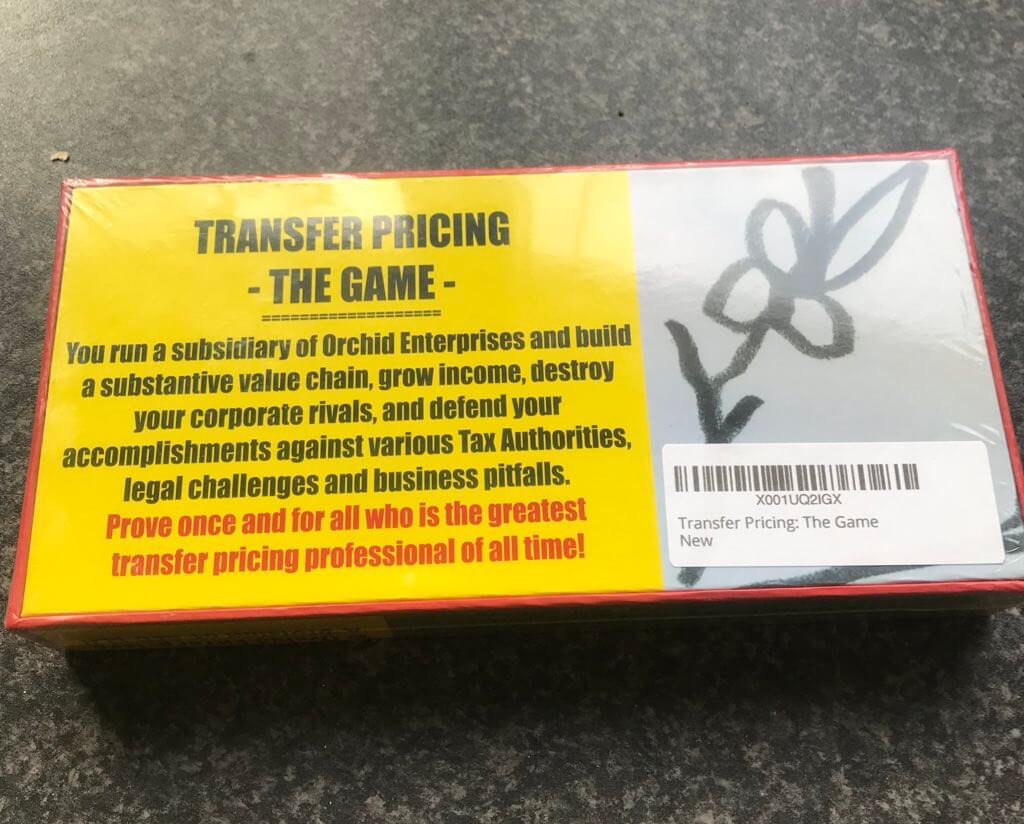 TRANSFER PRICING
- THE GAME -
===================
You run a subsidiary of Orchid Enterprises and build
a substantive value chain, grow income, destroy
your corporate rivals, and defend your
accomplishments against various Tax Authorities,
legal challenges and business pitfalls.
Prove once and for all who is the greatest
transfer pricing professional of all time!
X001UQ2IGX
Transfer Pricing: The Game
New